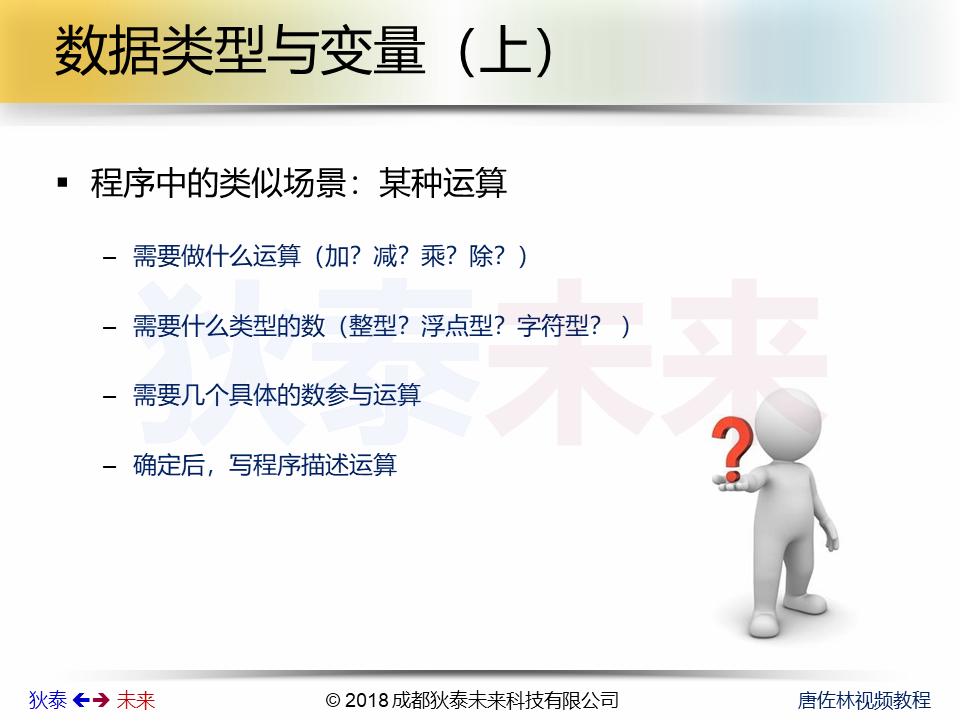 数据类型与变量（上）
▪ 程序中的类似场景：某种运算
– 需要做什么运算（加？减？乘？除？）
– 需要什么类型的数（整型？浮点型？字符型？ ）
– 需要几个具体的数参与运算
– 确定后，写程序描述运算
狄泰未来
?
狄泰 未来
© 2018 成都狄泰未来科技有限公司
唐佐林视频教程